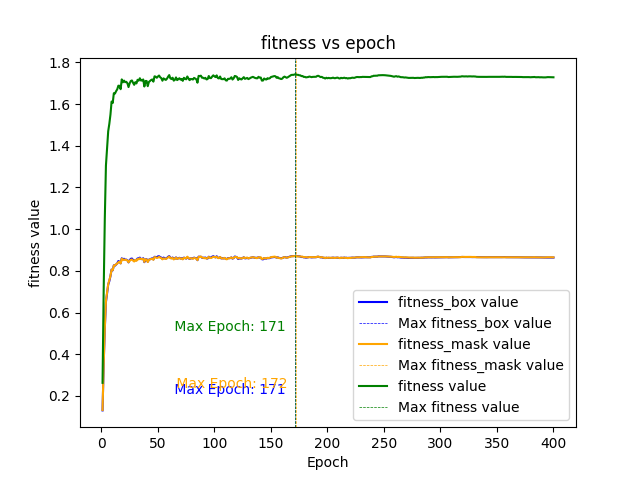 fitness vs epoch
fitness value
1.8
1.6
1.4
1.2
1.0
0.8
0.6
0.4
0.2
Max Epoch: 171
Max Epoch: 172
Max Epoch: 171
fitness_box value
Max fitness_box value
fitness_mask value
Max fitness_mask value
fitness value
Max fitness value
0 50 100 150 200 250 300 350 400
Epoch